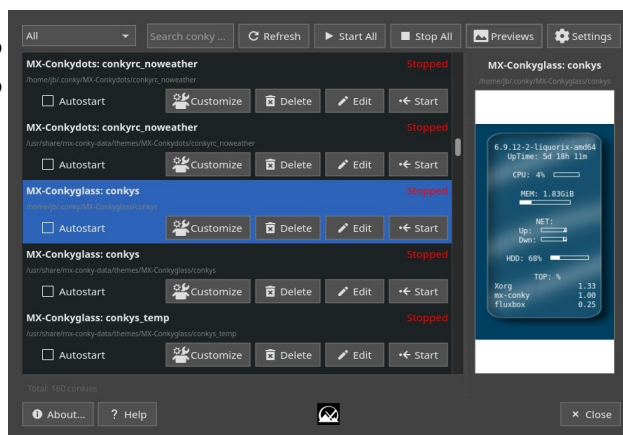 All
Search conky ...
Refresh
Start All
Stop All
Previews
Settings
MX-Conkydots: conkyrc_noweather
Stopped
/home/jb/.conky/MX-Conkydots/conkyrc_noweather
Autostart
Customize
Delete
Edit
Start
MX-Conkydots: conkyrc_noweather
Stopped
/usr/share/mx-conky-data/themes/MX-Conkydots/conkyrc_noweather
Autostart
Customize
Delete
Edit
Start
MX-Conkyglass: conkys
Stopped
/home/jb/.conky/MX-Conkyglass/conkys
Autostart
Customize
Delete
Edit
Start
MX-Conkyglass: conkys
Stopped
/usr/share/mx-conky-data/themes/MX-Conkyglass/conkys
Autostart
Customize
Delete
Edit
Start
MX-Conkyglass: conkys_temp
Stopped
/usr/share/mx-conky-data/themes/MX-Conkyglass/conkys_temp
Autostart
Customize
Delete
Edit
Start
Total: 160 conkies
MX-Conkyglass: conkys
/home/jb/.conky/MX-Conkyglass/conkys
6.9.12-2-liquorix-amd64
UpTime: 5d 18h 11m
CPU: 4%
MEM: 1.83GiB
NET:
Up:
Dwn:
HDD: 68%
TOP: %
Xorg 1.33
mx-conky 1.00
fluxbox 0.25
About...
? Help
Close